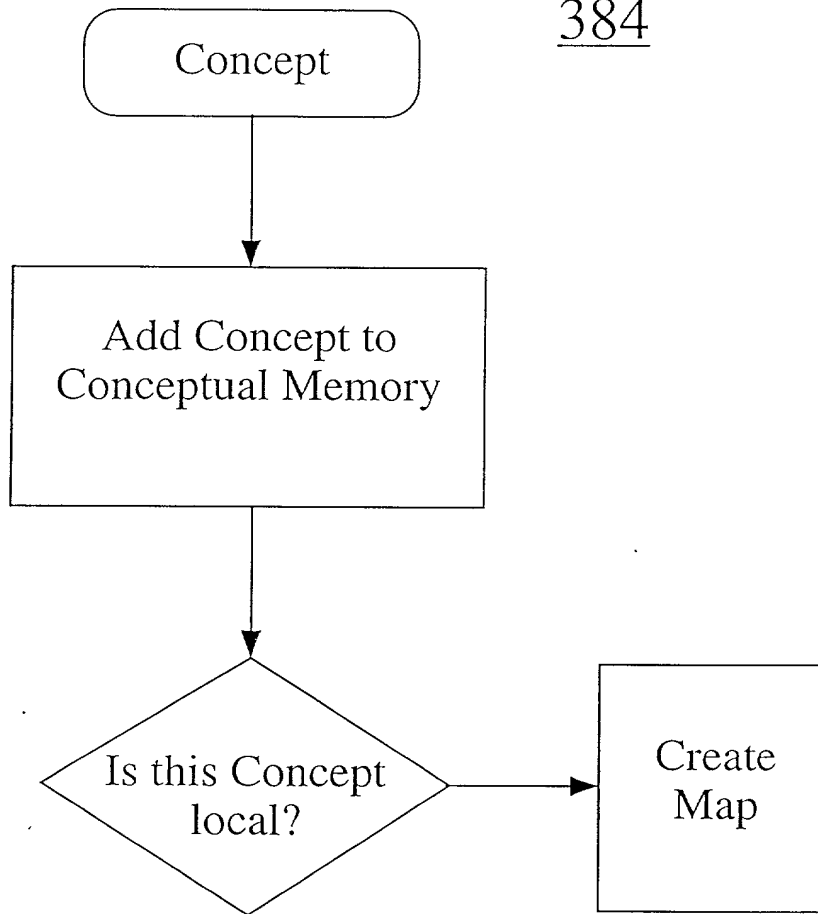 384
Concept
Add Concept to
Conceptual Memory
Is this Concept
local?
Create
Map